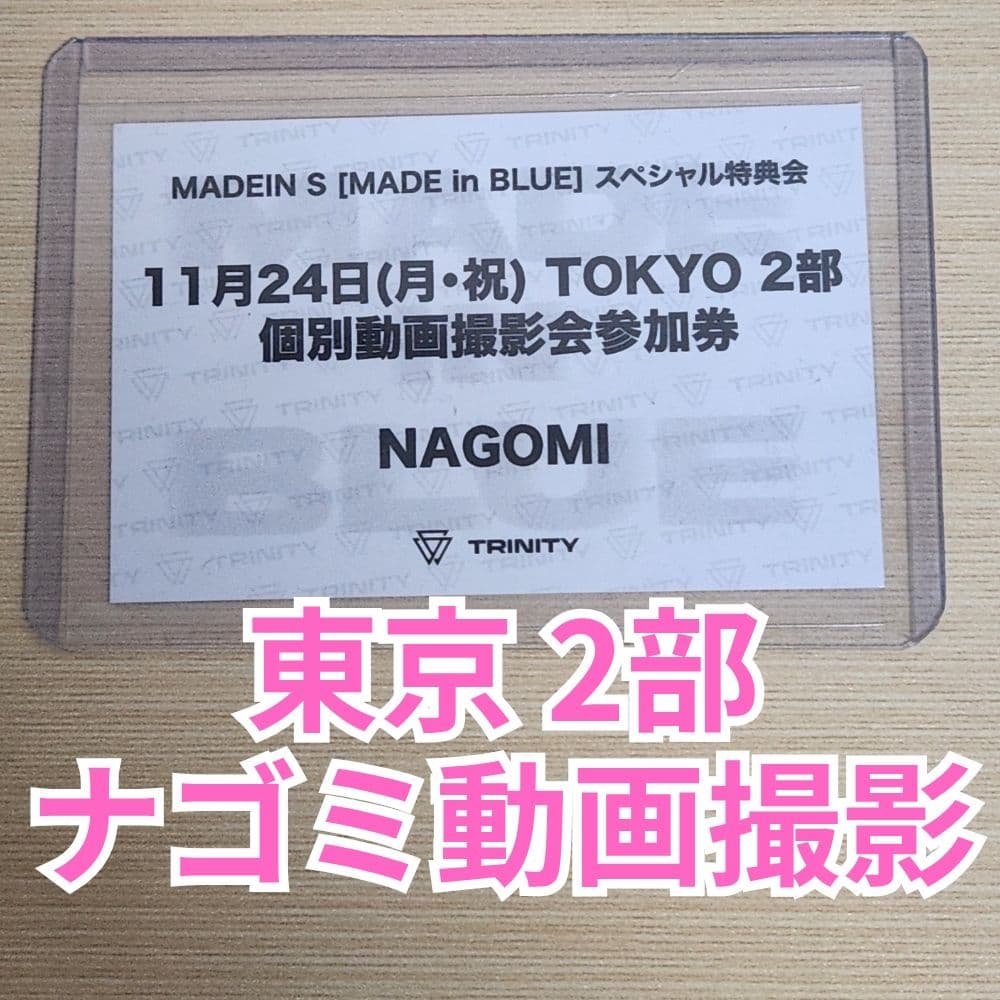 MADEIN S [MADE in BLUE] スペシャル特典会
11月24日(月・祝) TOKYO 2部
個別動画撮影会参加券
NAGOMI
TRINITY
東京 2部
ナゴミ動画撮影